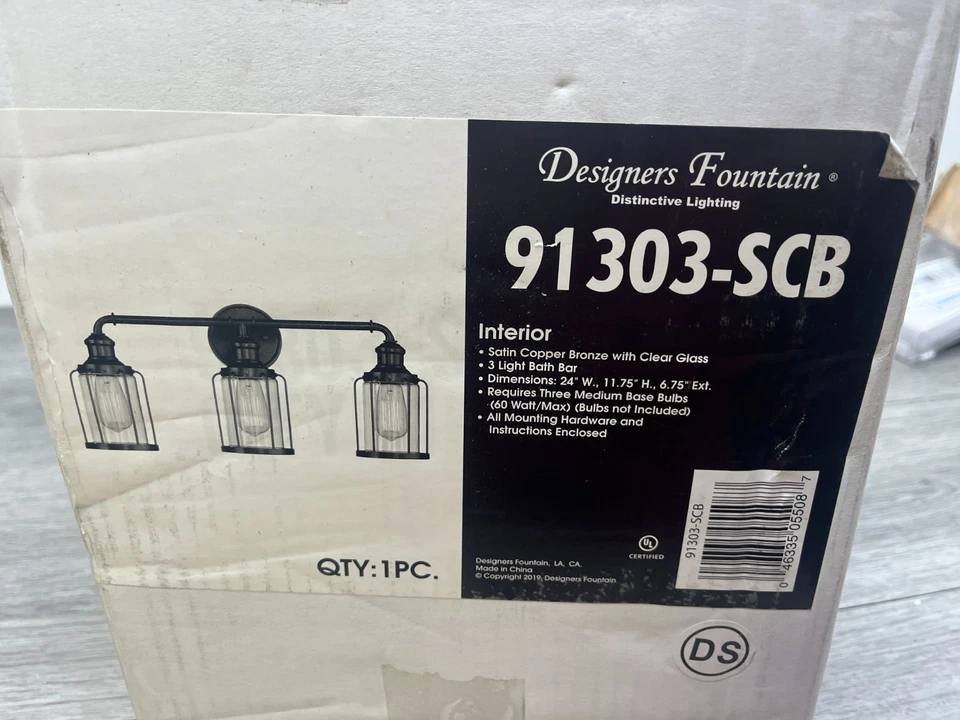 Designers Fountain ®
Distinctive Lighting
91303-SCB
Interior
• Satin Copper Bronze with Clear Glass
• 3 Light Bath Bar
• Dimensions: 24" W., 11.75" H., 6.75" Ext.
• Requires Three Medium Base Bulbs
(60 Watt/Max) (Bulbs not Included)
• All Mounting Hardware and
Instructions Enclosed
QTY:1PC.
Designers Fountain, LA, CA.
Made in China
© Copyright 2019, Designers Fountain
UL
CERTIFIED
91303-SCB
0 46335 05508 7
DS